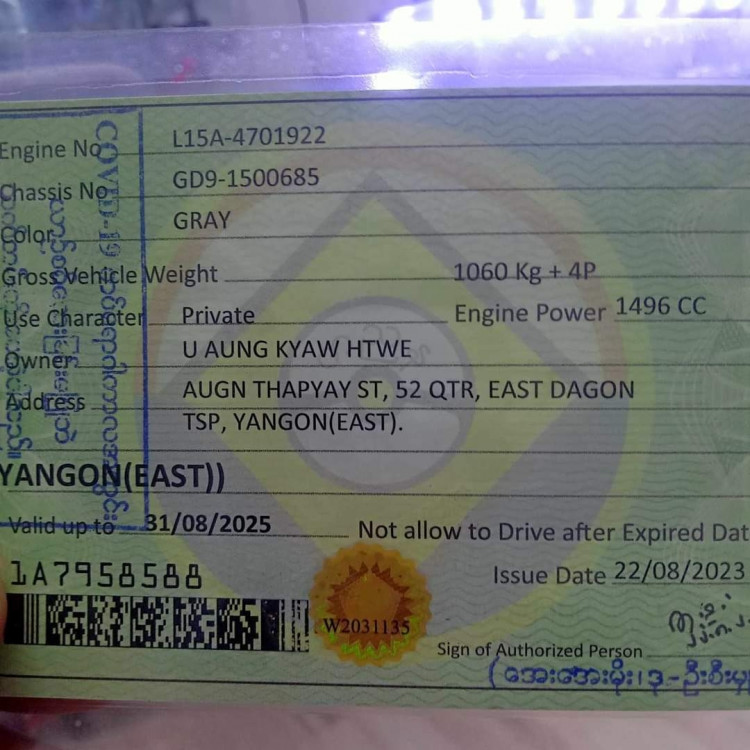 Engine No L15A-4701922
Chassis No GD9-1500685
Color GRAY
Gross Vehicle Weight 1060 Kg + 4P
Use Character Private Engine Power 1496 CC
Owner U AUNG KYAW HTWE
Address AUGN THAPYAY ST, 52 QTR, EAST DAGON
TSP, YANGON(EAST).
YANGON(EAST))
Valid up to 31/08/2025 Not allow to Drive after Expired Dat
1A7958588 Issue Date 22/08/2023
W2031135
Sign of Authorized Person
COVID-19